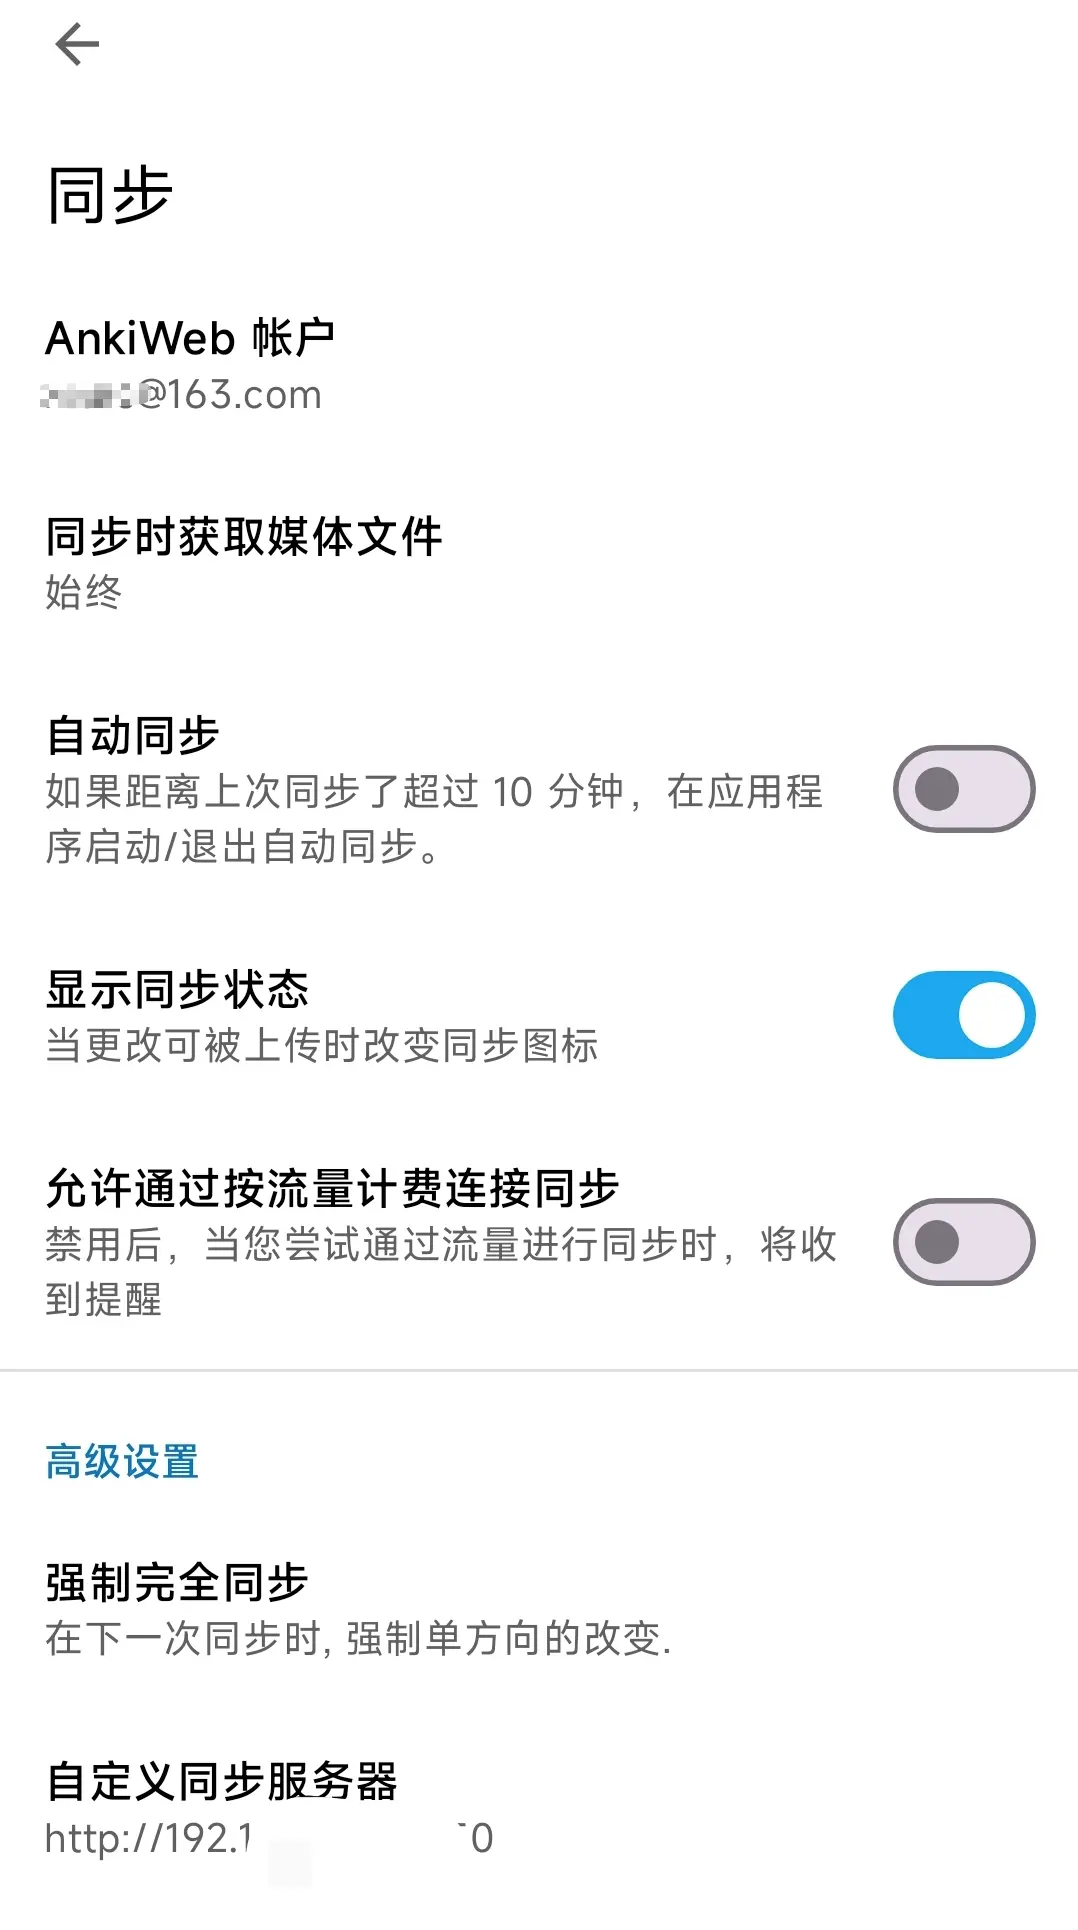 同步
AnkiWeb 帐户
@163.com
同步时获取媒体文件
始终
自动同步
如果距离上次同步了超过 10 分钟，在应用程
序启动/退出自动同步。
显示同步状态
当更改可被上传时改变同步图标
允许通过按流量计费连接同步
禁用后，当您尝试通过流量进行同步时，将收
到提醒
高级设置
强制完全同步
在下一次同步时, 强制单方向的改变.
自定义同步服务器
http://192.1 0